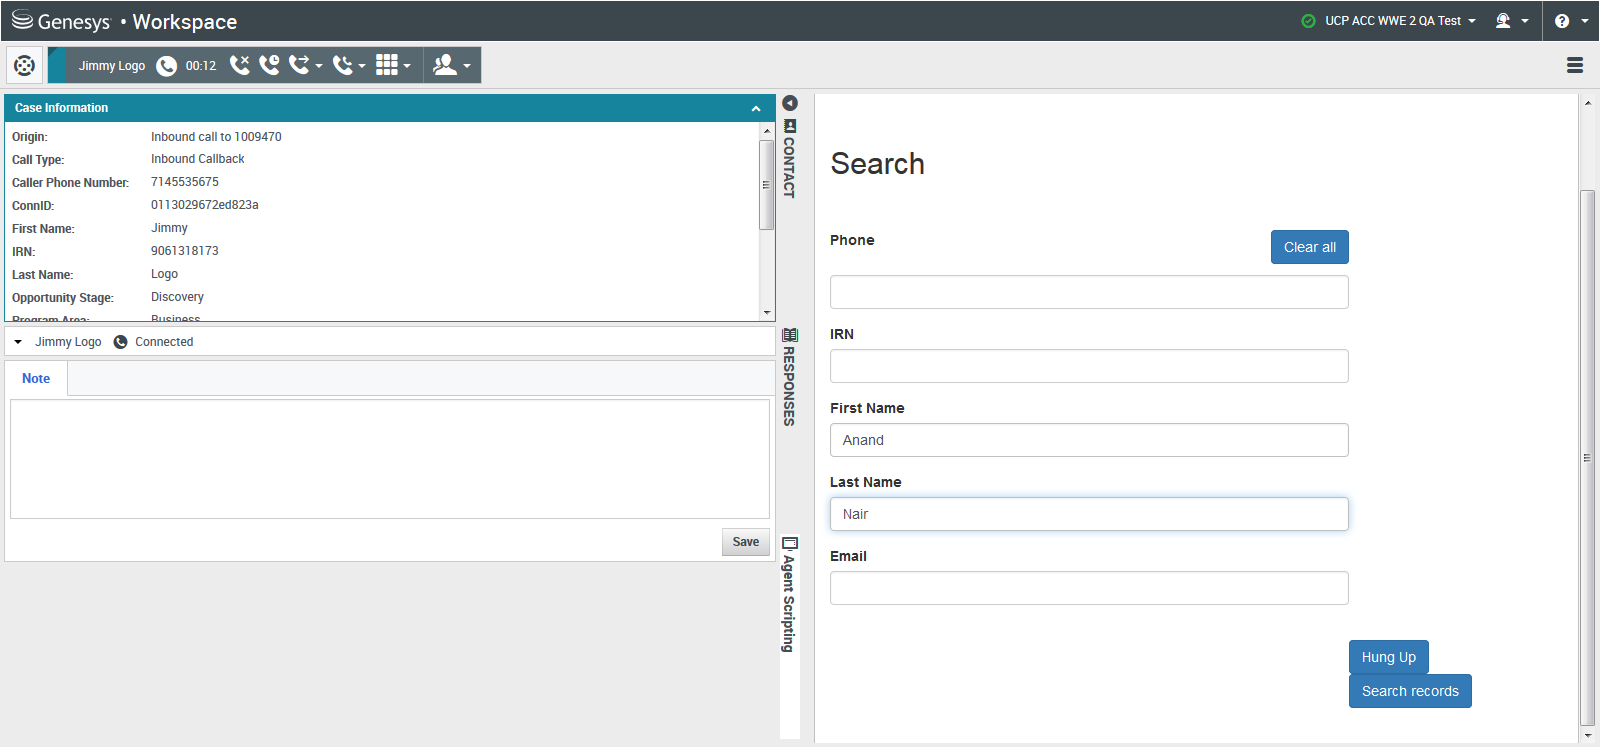 Genesys • Workspace
UCP ACC WWE 2 QA Test
Jimmy Logo 00:12
Case Information
Origin: Inbound call to 1009470
Call Type: Inbound Callback
Caller Phone Number: 7145535675
ConnID: 0113029672ed823a
First Name: Jimmy
IRN: 9061318173
Last Name: Logo
Opportunity Stage: Discovery
Program Area: Business
Jimmy Logo Connected
Note
Save
CONTACT
RESPONSES
Agent Scripting
Search
Phone
Clear all
IRN
First Name
Anand
Last Name
Nair
Email
Hung Up
Search records